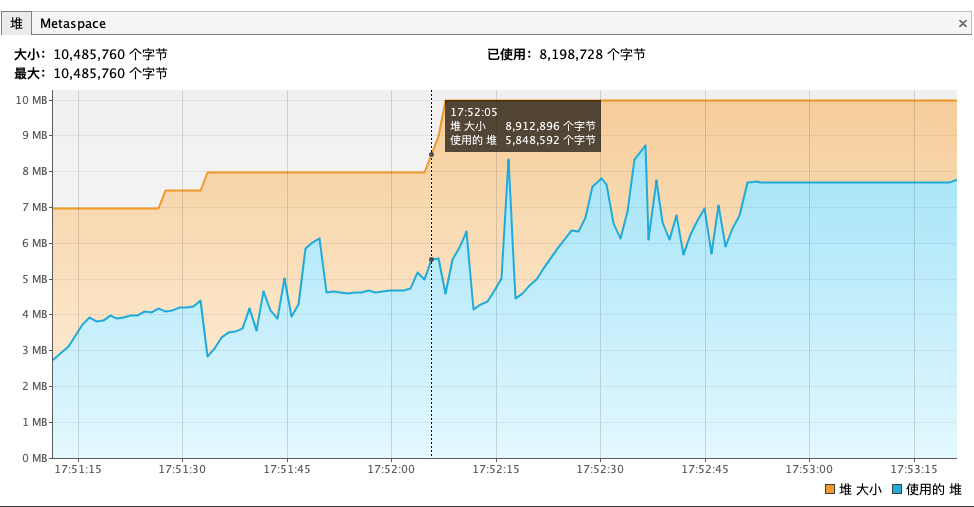 堆 Metaspace ×
大小： 10,485,760 个字节 已使用： 8,198,728 个字节
最大： 10,485,760 个字节
10 MB
9 MB
8 MB
7 MB
6 MB
5 MB
4 MB
3 MB
2 MB
1 MB
0 MB
17:52:05
堆 大小 8,912,896 个字节
使用的 堆 5,848,592 个字节
17:51:15 17:51:30 17:51:45 17:52:00 17:52:15 17:52:30 17:52:45 17:53:00 17:53:15
堆 大小 使用的 堆